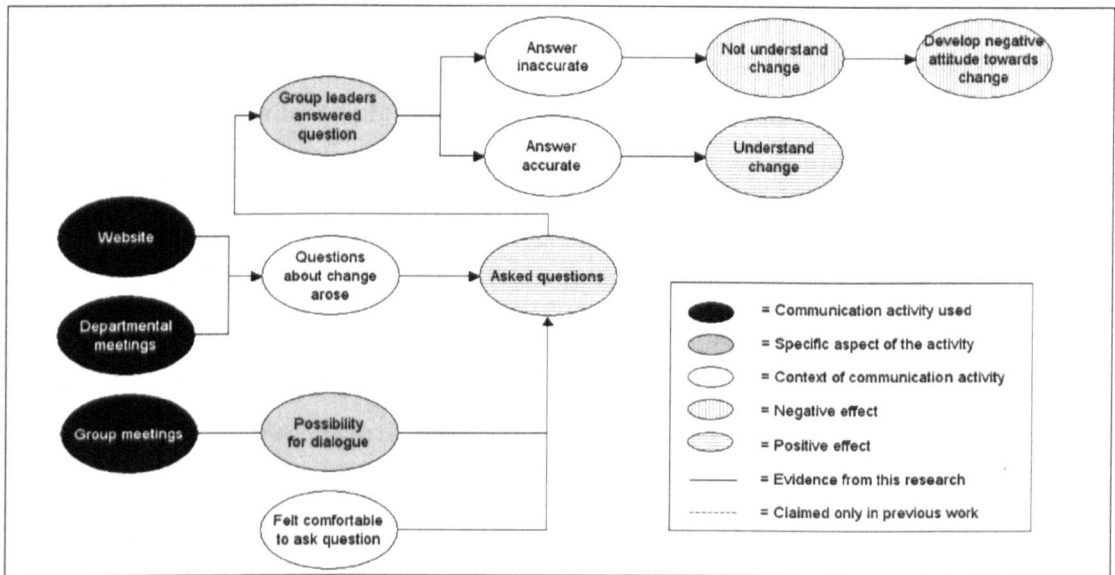 Answer
inaccurate
Not understand
change
Develop negative
attitude towards
change
Group leaders
answered
question
Answer
accurate
Understand
change
Website
Questions
about change
arose
Asked questions
Departmental
meetings
Group meetings
Possibility
for dialogue
Felt comfortable
to ask question
= Communication activity used
= Specific aspect of the activity
= Context of communication activity
= Negative effect
= Positive effect
= Evidence from this research
= Claimed only in previous work